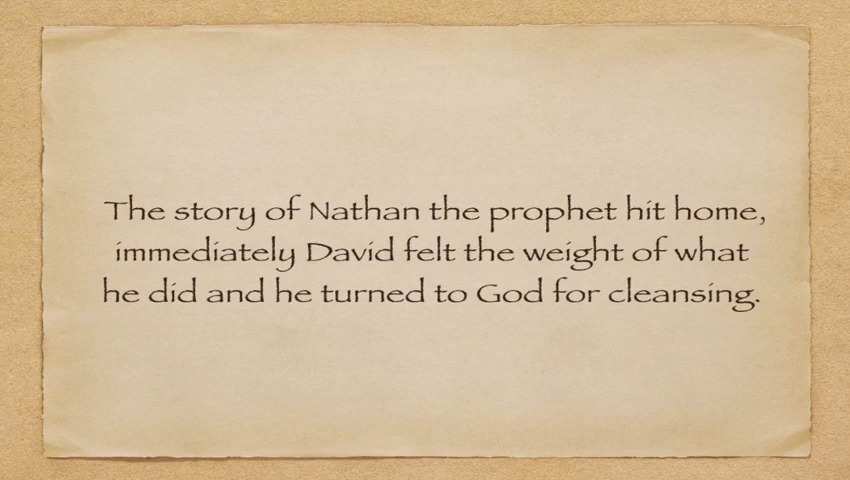 The story of Nathan the prophet hit home,
immediately David felt the weight of what
he did and he turned to God for cleansing.